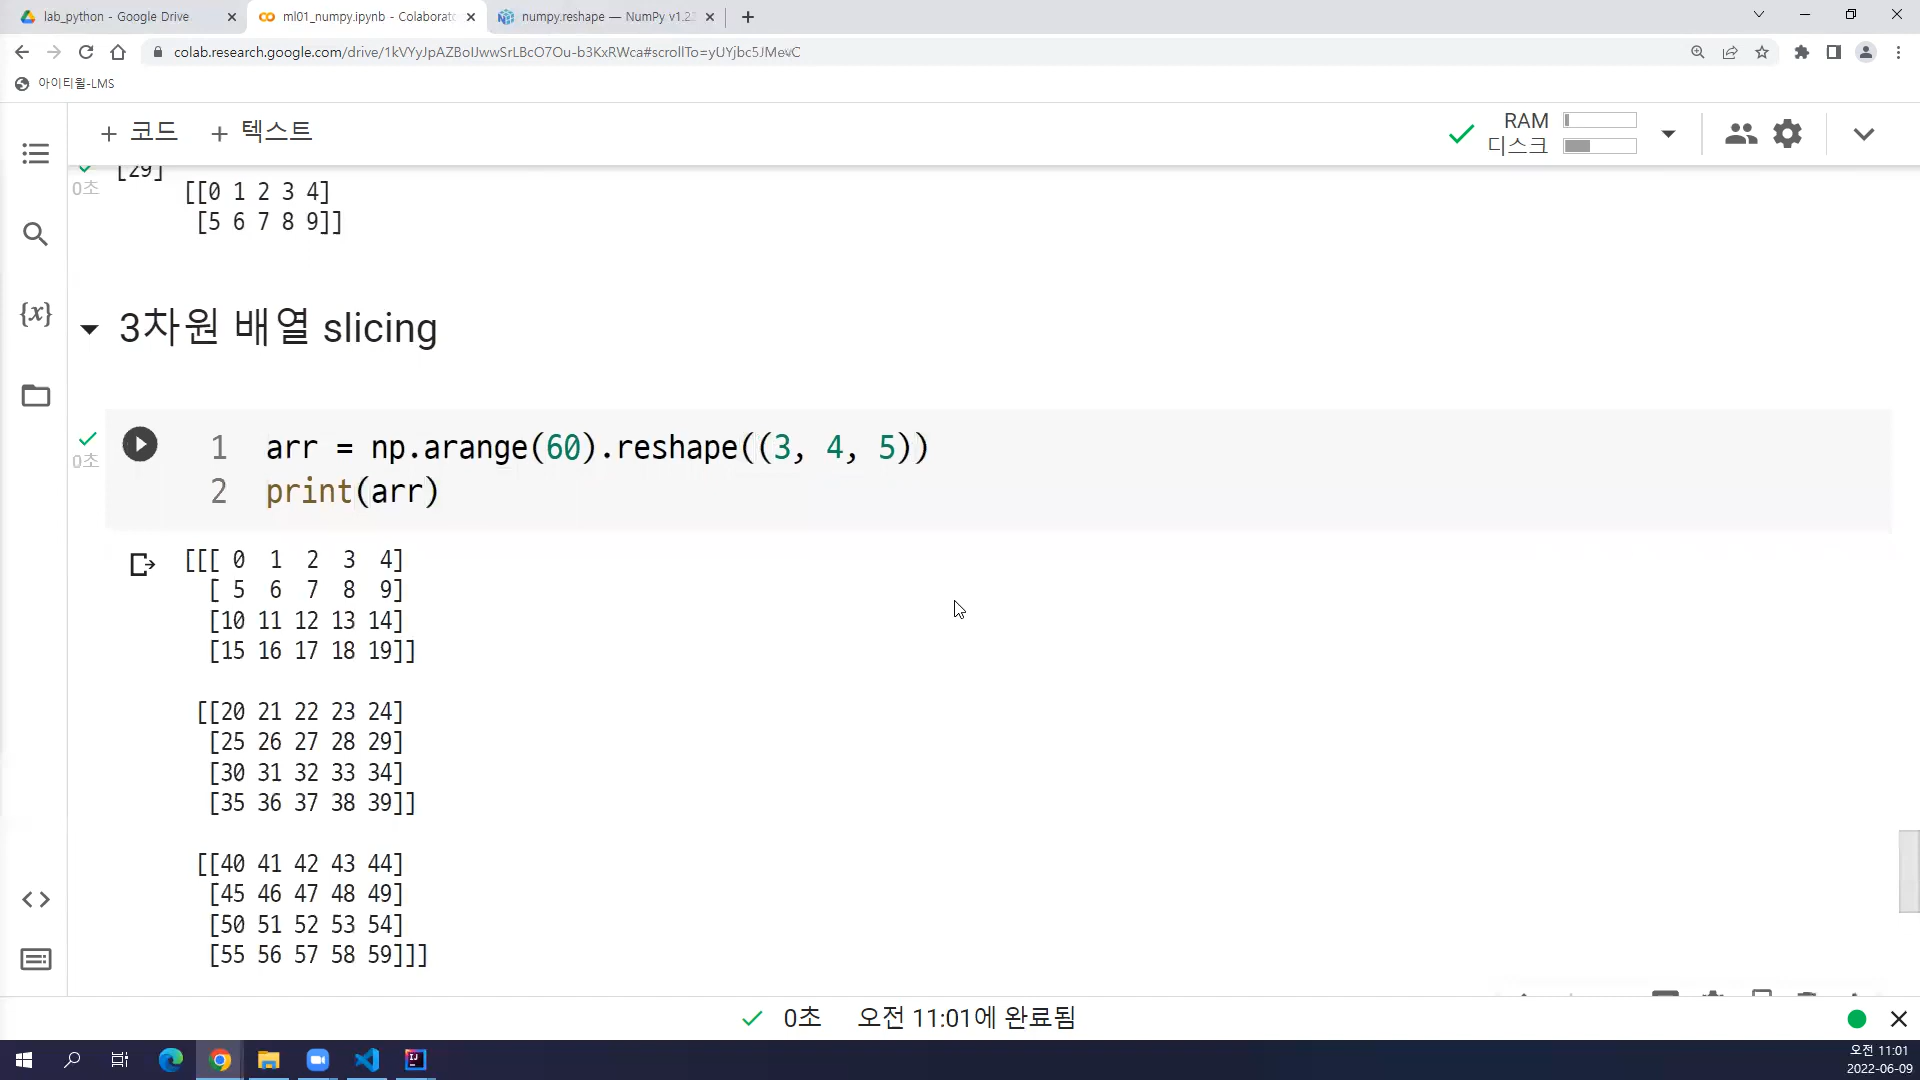 lab_python - Google Drive
ml01_numpy.ipynb - Colaborato
numpy.reshape — NumPy v1.23
colab.research.google.com/drive/1kVYyJpAZBoIJwwSrLBcO7Ou-b3KxRWca#scrollTo=yUYjbc5JMevC
아이티윌-LMS
+ 코드 + 텍스트
RAM
디스크
[29]
0초
[[0 1 2 3 4]
[5 6 7 8 9]]
{x}
3차원 배열 slicing
0초
1 arr = np.arange(60).reshape((3, 4, 5))
2 print(arr)
[[[ 0 1 2 3 4]
[ 5 6 7 8 9]
[10 11 12 13 14]
[15 16 17 18 19]]
[[20 21 22 23 24]
[25 26 27 28 29]
[30 31 32 33 34]
[35 36 37 38 39]]
[[40 41 42 43 44]
[45 46 47 48 49]
[50 51 52 53 54]
[55 56 57 58 59]]]
0초 오전 11:01에 완료됨
오전 11:01
2022-06-09